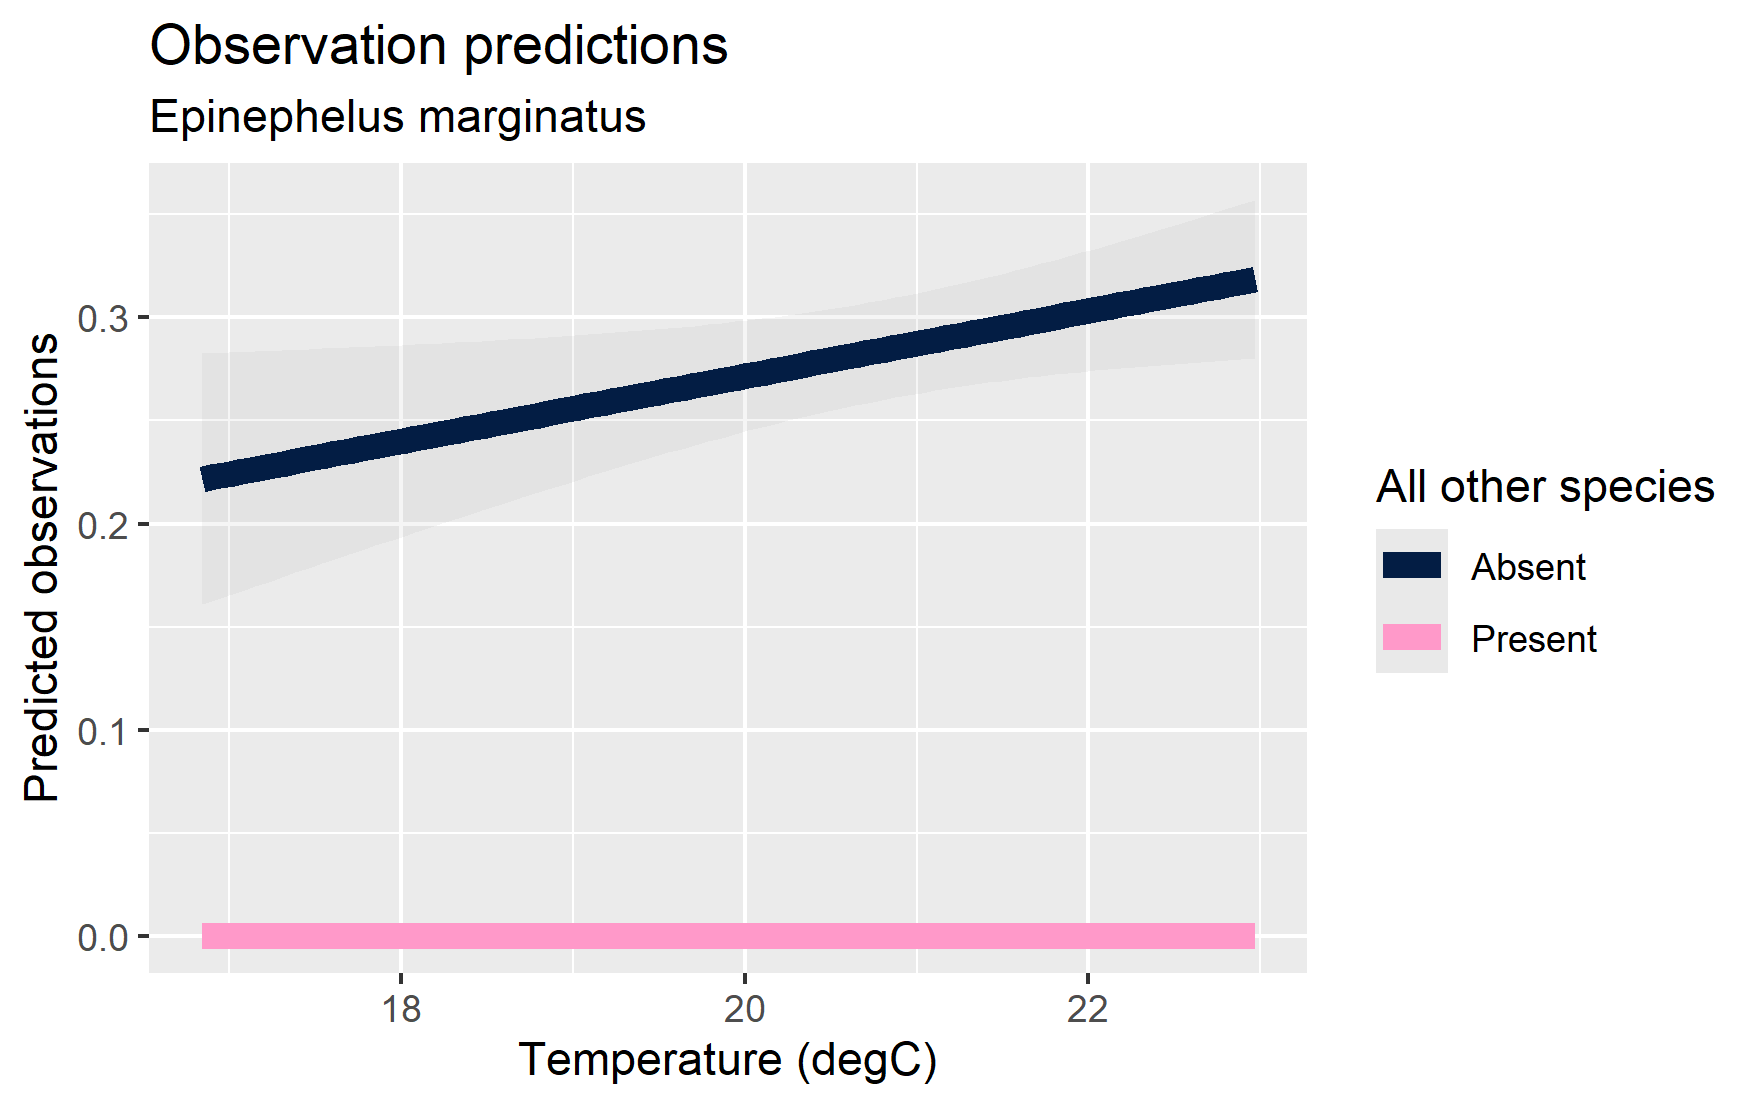 Observation predictions
Epinephelus marginatus
Predicted observations
0.3
0.2
0.1
0.0
18
20
22
Temperature (degC)
All other species
Absent
Present